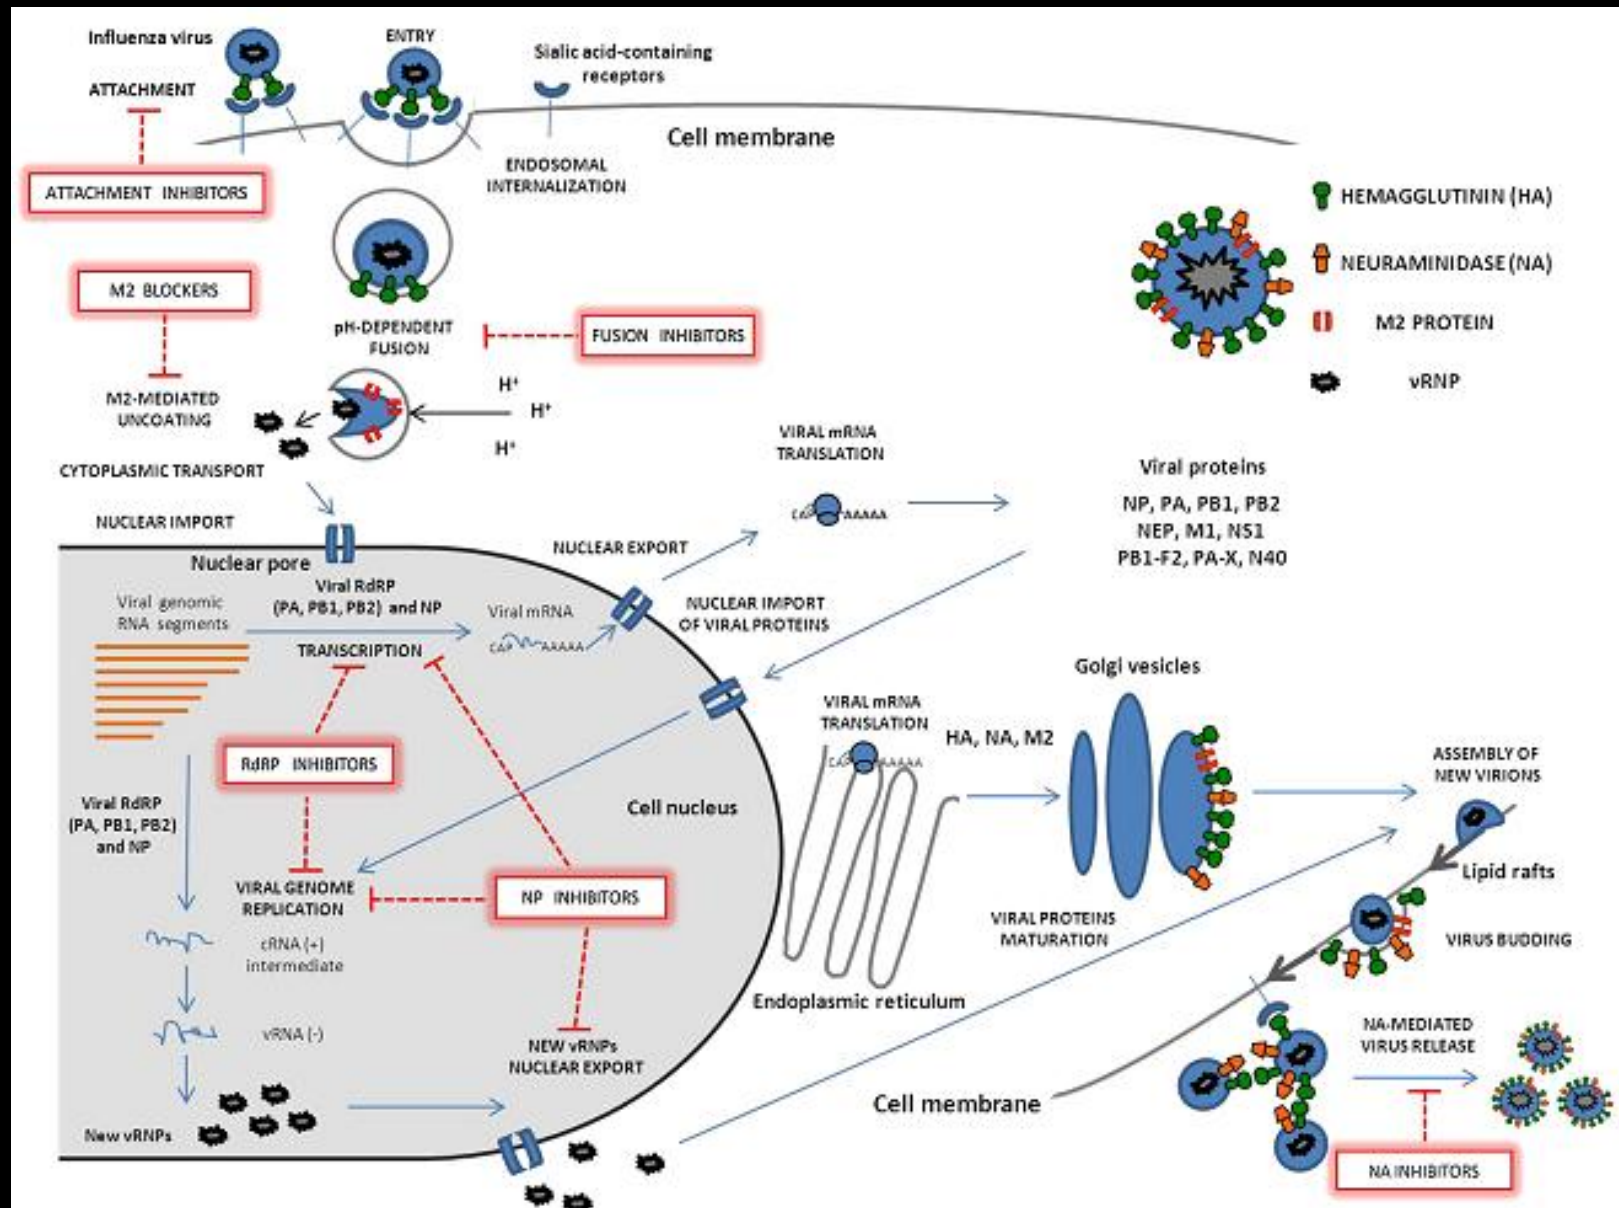 Influenza virus
ATTACHMENT
ENTRY
Sialic acid-containing
receptors
Cell membrane
ENDOSOMAL
INTERNALIZATION
ATTACHMENT INHIBITORS
HEMAGGLUTININ (HA)
NEURAMINIDASE (NA)
M2 PROTEIN
vRNP
M2 BLOCKERS
pH-DEPENDENT
FUSION
FUSION INHIBITORS
M2-MEDIATED
UNCOATING
H⁺
H⁺
H⁺
CYTOPLASMIC TRANSPORT
NUCLEAR IMPORT
Nuclear pore
VIRAL mRNA
TRANSLATION
CAP AAAAA
Viral proteins
NP, PA, PB1, PB2
NEP, M1, NS1
PB1-F2, PA-X, N40
NUCLEAR EXPORT
NUCLEAR IMPORT
OF VIRAL PROTEINS
Viral genomic
RNA segments
Viral RdRP
(PA, PB1, PB2) and NP
TRANSCRIPTION
Viral mRNA
CAP AAAAA
RdRP INHIBITORS
Viral RdRP
(PA, PB1, PB2)
and NP
Cell nucleus
VIRAL GENOME
REPLICATION
NP INHIBITORS
cRNA (+)
intermediate
vRNA (-)
NEW vRNPs
NUCLEAR EXPORT
New vRNPs
VIRAL mRNA
TRANSLATION
CAP AAAAA
HA, NA, M2
Endoplasmic reticulum
Golgi vesicles
VIRAL PROTEINS
MATURATION
ASSEMBLY OF
NEW VIRIONS
Lipid rafts
VIRUS BUDDING
Cell membrane
NA-MEDIATED
VIRUS RELEASE
NA INHIBITORS